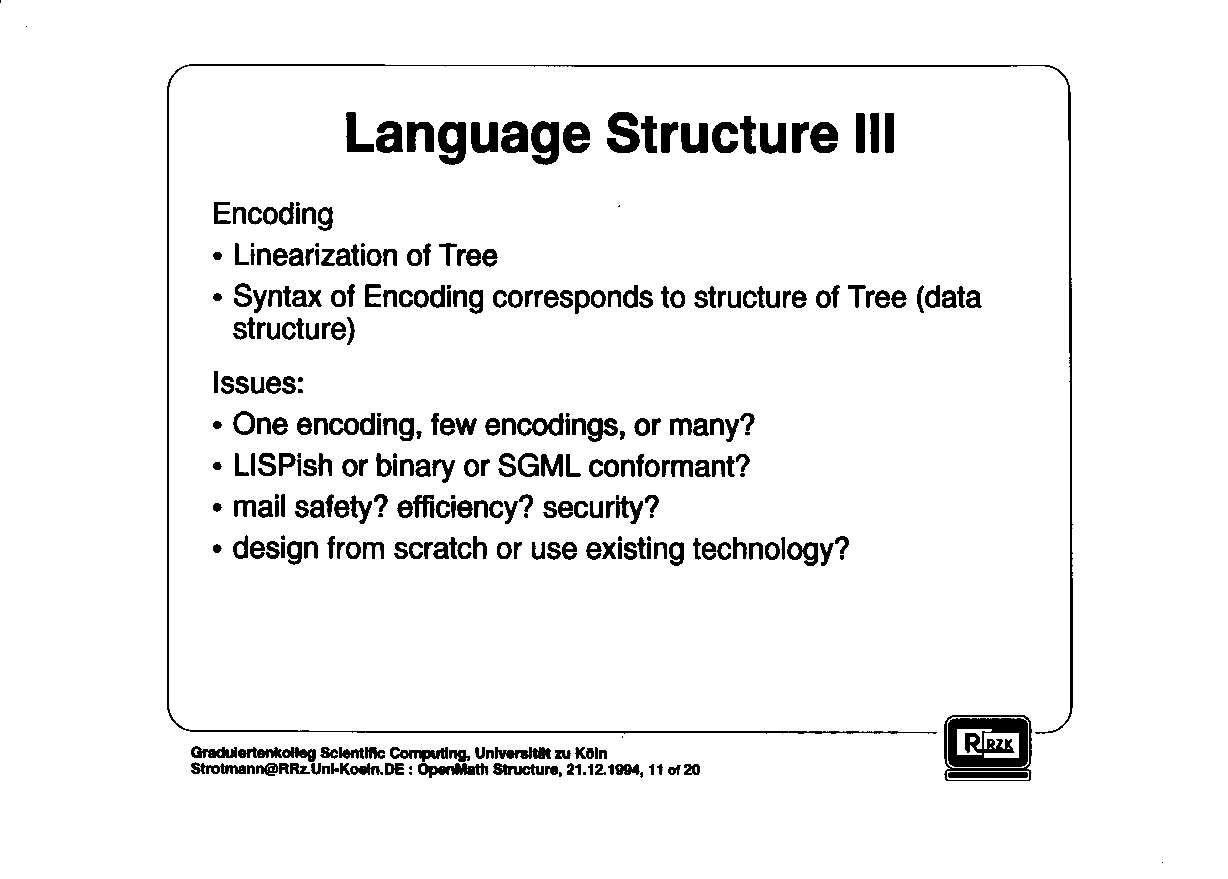 Language Structure III
Encoding
• Linearization of Tree
• Syntax of Encoding corresponds to structure of Tree (data
structure)
Issues:
• One encoding, few encodings, or many?
• LISPish or binary or SGML conformant?
• mail safety? efficiency? security?
• design from scratch or use existing technology?
Graduiertenkolleg Scientific Computing, Universität zu Köln
Strotmann@RRz.Uni-Koeln.DE : OpenMath Structure, 21.12.1994, 11 of 20
RRZK